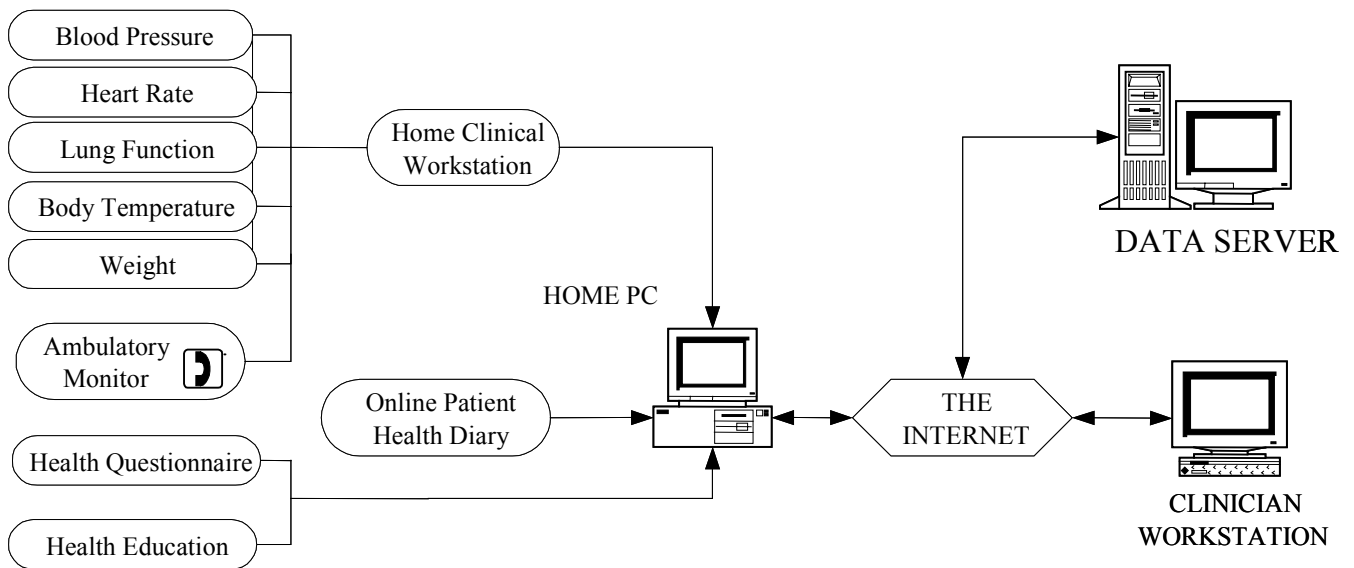 Blood Pressure
Heart Rate
Lung Function
Body Temperature
Weight
Ambulatory
Monitor
Health Questionnaire
Health Education
Home Clinical
Workstation
HOME PC
Online Patient
Health Diary
THE
INTERNET
DATA SERVER
CLINICIAN
WORKSTATION